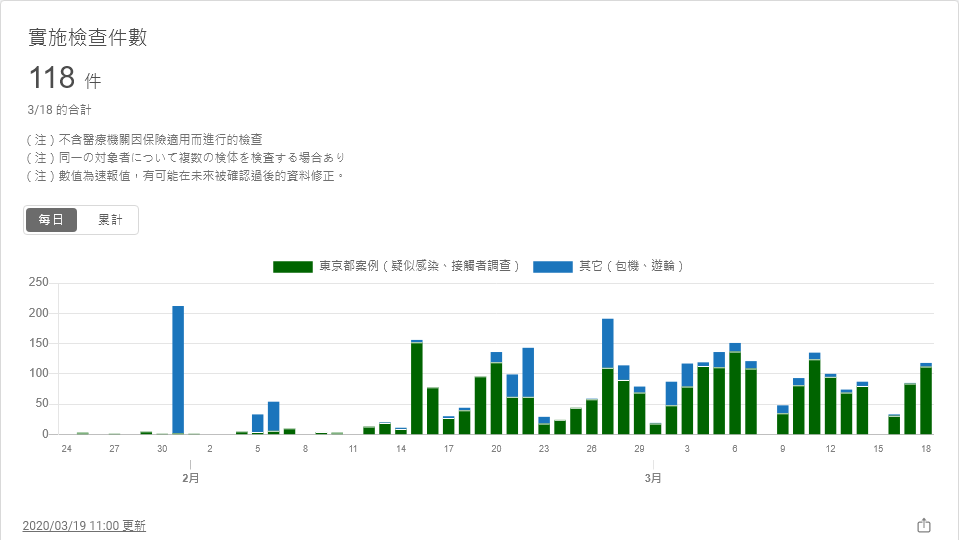 實施檢查件數
118 件
3/18 的合計
（注）不含醫療機關因保險適用而進行的檢查
（注）同一の対象者について複数の検体を検査する場合あり
（注）數值為速報值，有可能在未來被確認過後的資料修正。
每日 累計
東京都案例（疑似感染、接觸者調查） 其它（包機、遊輪）
250
200
150
100
50
0
24 27 30 2 5 8 11 14 17 20 23 26 29 3 6 9 12 15 18
2月 3月
2020/03/19 11:00 更新